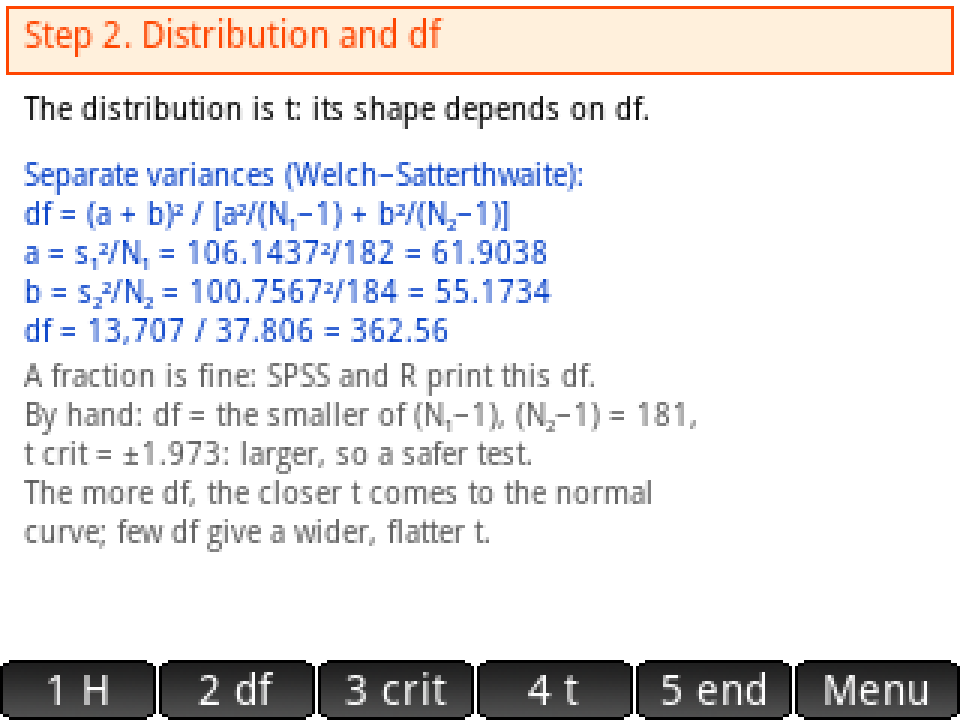 Step 2. Distribution and df
The distribution is t: its shape depends on df.
Separate variances (Welch−Satterthwaite):
df = (a + b)² / [a²/(N₁−1) + b²/(N₂−1)]
a = s₁²/N₁ = 106.1437²/182 = 61.9038
b = s₂²/N₂ = 100.7567²/184 = 55.1734
df = 13,707 / 37.806 = 362.56
A fraction is fine: SPSS and R print this df.
By hand: df = the smaller of (N₁−1), (N₂−1) = 181,
t crit = ±1.973: larger, so a safer test.
The more df, the closer t comes to the normal
curve; few df give a wider, flatter t.
1 H 2 df 3 crit 4 t 5 end Menu